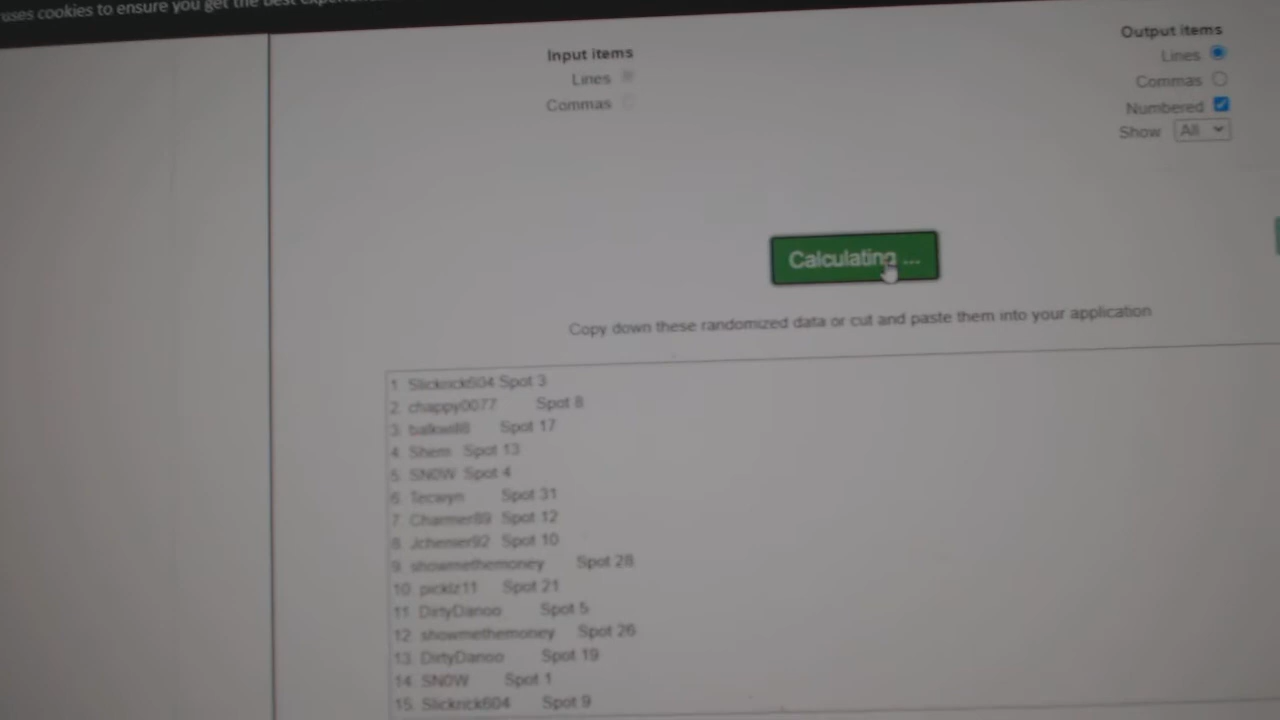 uses cookies to ensure you get the best
Input items
Lines
Commas
Output items
Lines
Commas
Numbered
Show All
Calculating ...
Copy down these randomized data or cut and paste them into your application
1. Slickrick604 Spot 3
2. chappy0077 Spot 8
3. Spot 17
4. Shem Spot 13
5. SNOW Spot 4
6. Tecwyn Spot 31
7. Charmer89 Spot 12
8. Spot 10
9. showmethemoney Spot 28
10. picklz11 Spot 21
11. DirtyDanoo Spot 5
12. showmethemoney Spot 26
13. DirtyDanoo Spot 19
14. SNOW Spot 1
15. Slickrick604 Spot 9